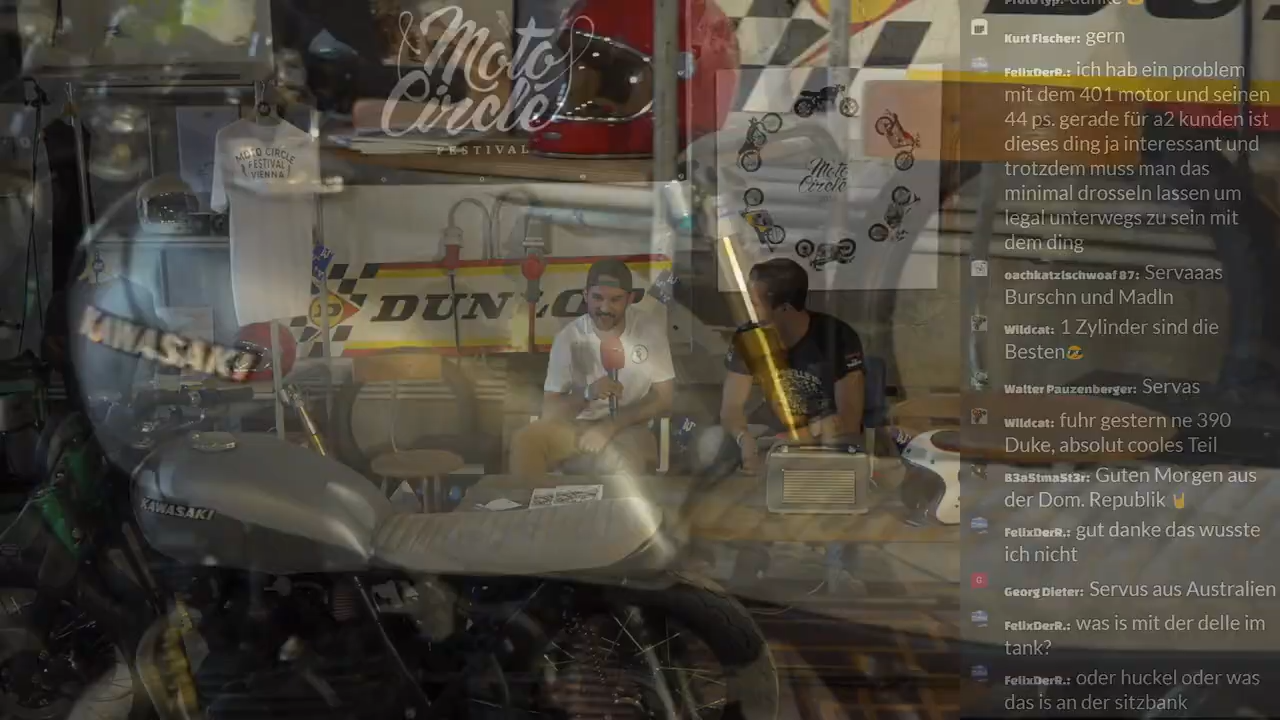 Moto
Circle
FESTIVAL
MOTO CIRCLE
FESTIVAL
VIENNA
Moto
Circle
DUNLO
KAWASAKI
KAWASAKI
Kurt Fischer: gern
FelixDerR.: ich hab ein problem
mit dem 401 motor und seinen
44 ps. gerade für a2 kunden ist
dieses ding ja interessant und
trotzdem muss man das
minimal drosseln lassen um
legal unterwegs zu sein mit
dem ding
oachkatzlschwoaf 87: Servaaas
Burschn und Madln
Wildcat: 1 Zylinder sind die
Besten
Walter Pauzenberger: Servas
Wildcat: fuhr gestern ne 390
Duke, absolut cooles Teil
B3aStmaSt3r: Guten Morgen aus
der Dom. Republik 🤘
FelixDerR.: gut danke das wusste
ich nicht
Georg Dieter: Servus aus Australien
FelixDerR.: was is mit der delle im
tank?
FelixDerR.: oder huckel oder was
das is an der sitzbank